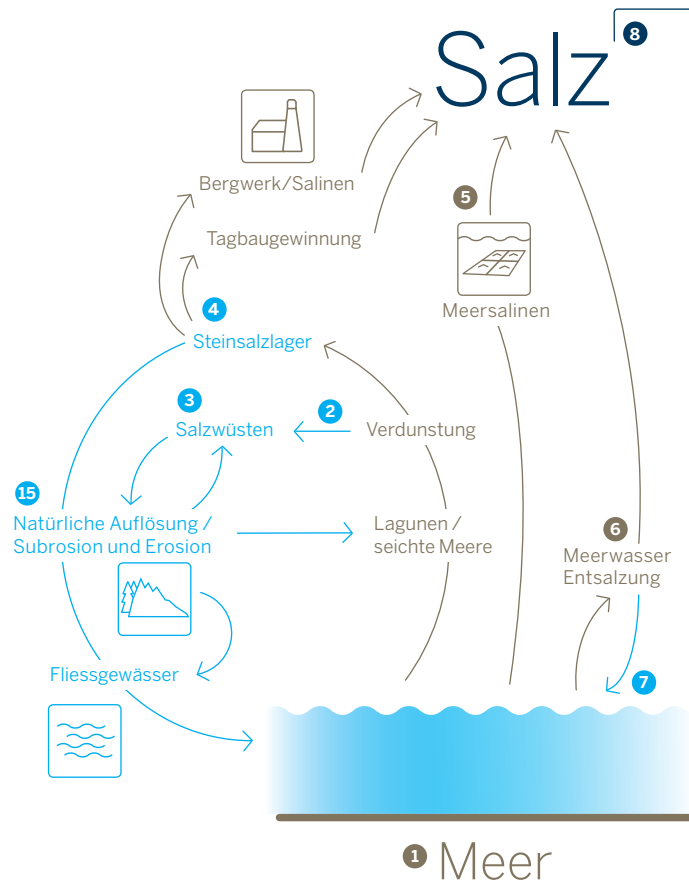 Salz
8
Bergwerk/Salinen
5
Tagbaugewinnung
4
Meersalinen
Steinsalzlager
3
2
Salzwüsten
Verdunstung
15
Natürliche Auflösung /
Subrosion und Erosion
Lagunen /
seichte Meere
6
Meerwasser
Entsalzung
Fliessgewässer
7
1 Meer